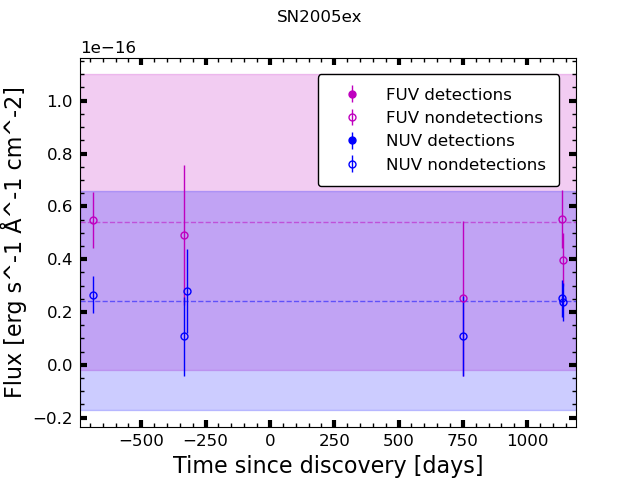 SN2005ex
1e−16
FUV detections
FUV nondetections
NUV detections
NUV nondetections
1.0
0.8
0.6
0.4
0.2
0.0
−0.2
Flux [erg s^-1 Å^-1 cm^-2]
−500 −250 0 250 500 750 1000
Time since discovery [days]